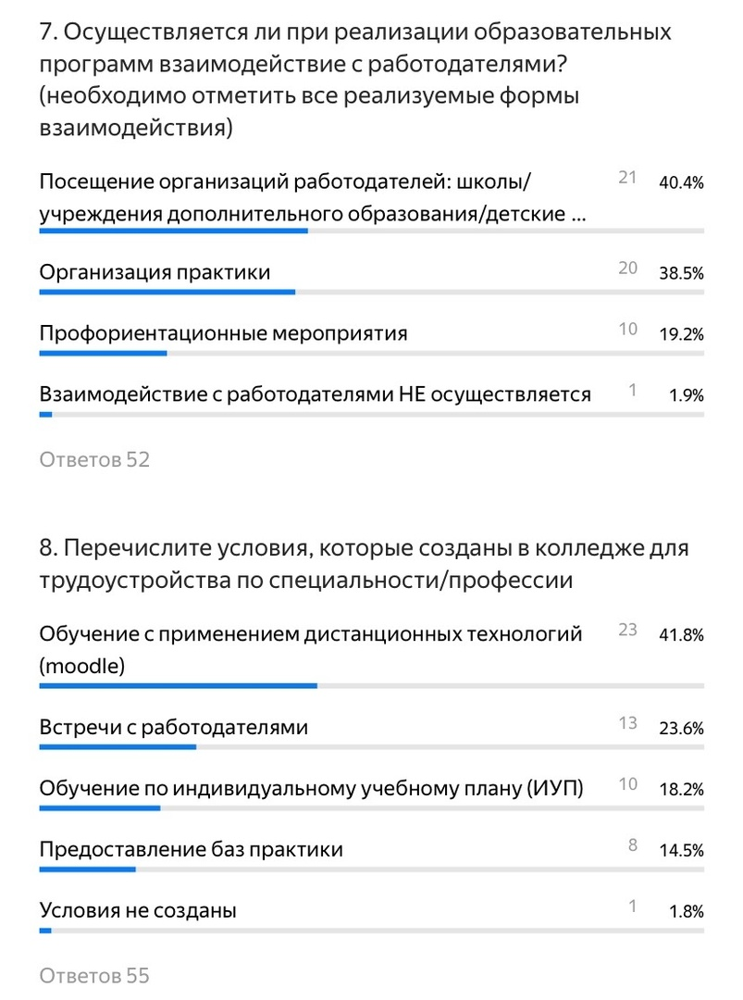 7. Осуществляется ли при реализации образовательных
программ взаимодействие с работодателями?
(необходимо отметить все реализуемые формы
взаимодействия)
Посещение организаций работодателей: школы/ 21 40.4%
учреждения дополнительного образования/детские ...
Организация практики 20 38.5%
Профориентационные мероприятия 10 19.2%
Взаимодействие с работодателями НЕ осуществляется 1 1.9%
Ответов 52
8. Перечислите условия, которые созданы в колледже для
трудоустройства по специальности/профессии
Обучение с применением дистанционных технологий 23 41.8%
(moodle)
Встречи с работодателями 13 23.6%
Обучение по индивидуальному учебному плану (ИУП) 10 18.2%
Предоставление баз практики 8 14.5%
Условия не созданы 1 1.8%
Ответов 55